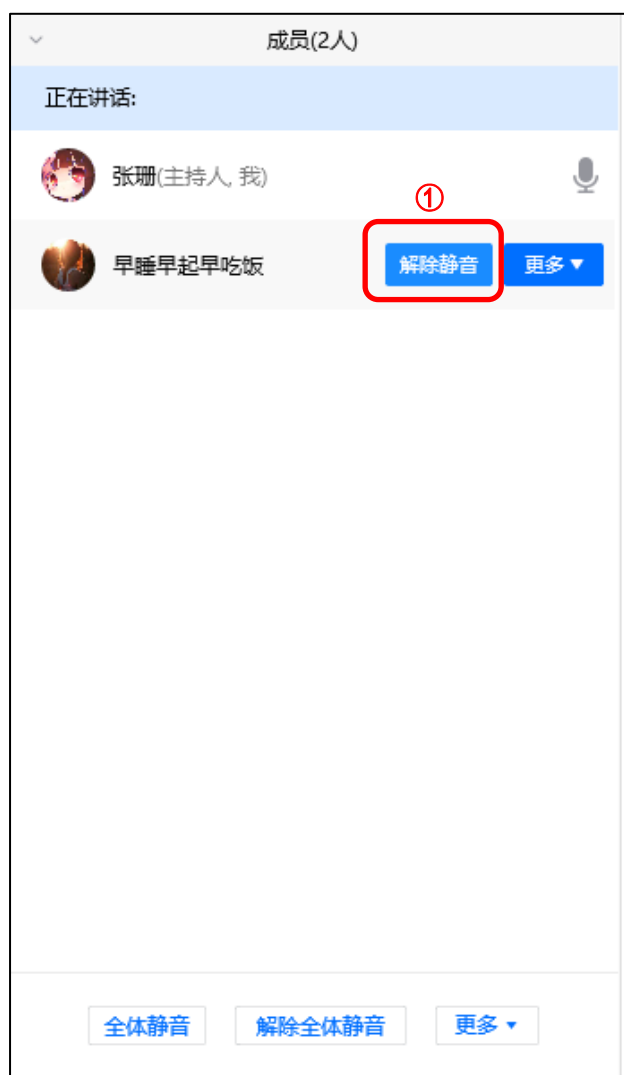 成员(2人)
正在讲话:
张珊(主持人, 我)
①
早睡早起早吃饭 解除静音 更多▼
全体静音 解除全体静音 更多▼